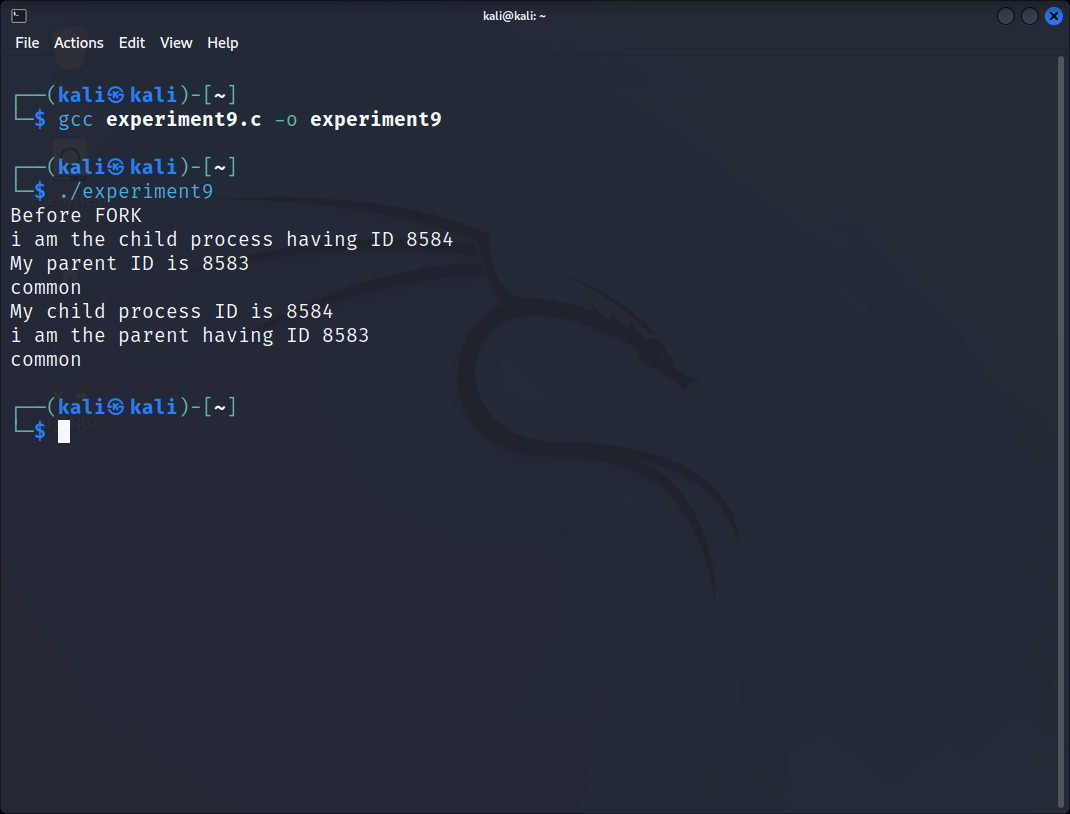 kali@kali: ~
File Actions Edit View Help
┌──(kali㉿kali)-[~]
└─$ gcc experiment9.c -o experiment9
┌──(kali㉿kali)-[~]
└─$ ./experiment9
Before FORK
i am the child process having ID 8584
My parent ID is 8583
common
My child process ID is 8584
i am the parent having ID 8583
common
┌──(kali㉿kali)-[~]
└─$